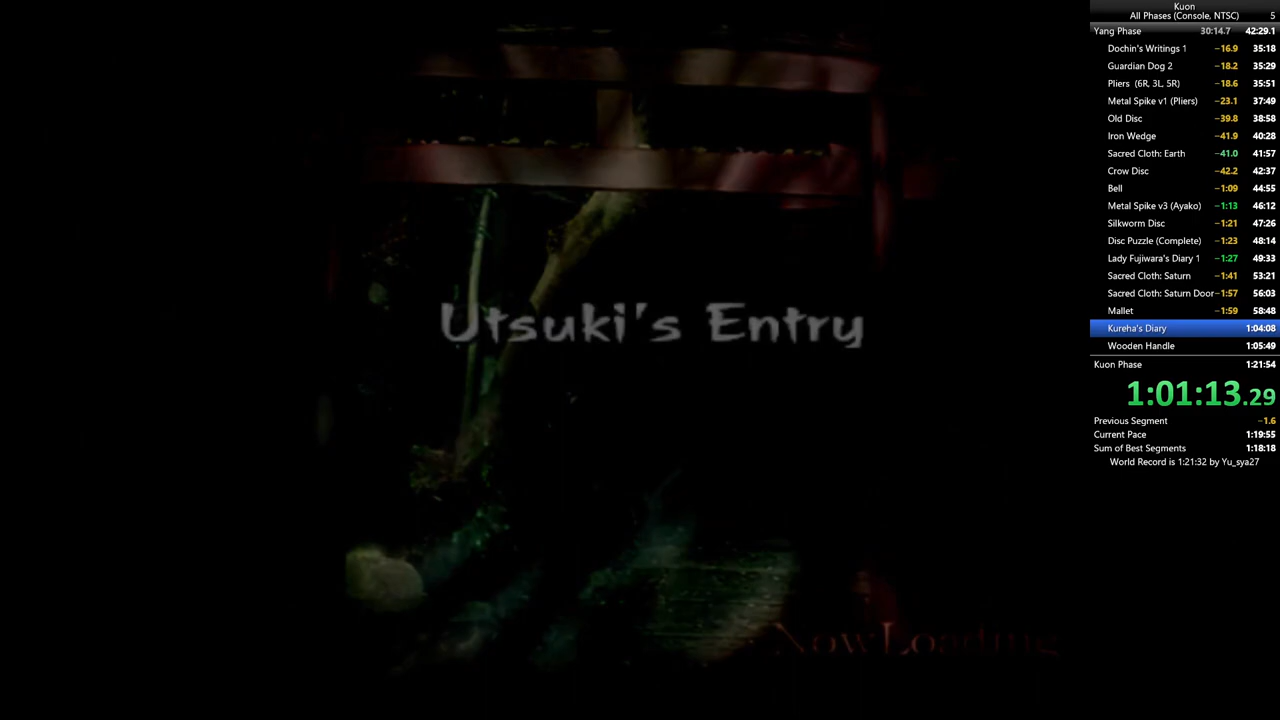 Kuon
All Phases (Console, NTSC) 5
Yang Phase 30:14.7 42:29.1
Dochin's Writings 1 −16.9 35:18
Guardian Dog 2 −18.2 35:29
Pliers (6R, 3L, 5R) −18.6 35:51
Metal Spike v1 (Pliers) −23.1 37:49
Old Disc −39.8 38:58
Iron Wedge −41.9 40:28
Sacred Cloth: Earth −41.0 41:57
Crow Disc −42.2 42:37
Bell −1:09 44:55
Metal Spike v3 (Ayako) −1:13 46:12
Silkworm Disc −1:21 47:26
Disc Puzzle (Complete) −1:23 48:14
Lady Fujiwara's Diary 1 −1:27 49:33
Sacred Cloth: Saturn −1:41 53:21
Sacred Cloth: Saturn Door −1:57 56:03
Mallet −1:59 58:48
Kureha's Diary 1:04:08
Wooden Handle 1:05:49
Kuon Phase 1:21:54
1:01:13.29
Previous Segment −1.6
Current Pace 1:19:55
Sum of Best Segments 1:18:18
World Record is 1:21:32 by Yu_sya27
Utsuki's Entry
Now Loading